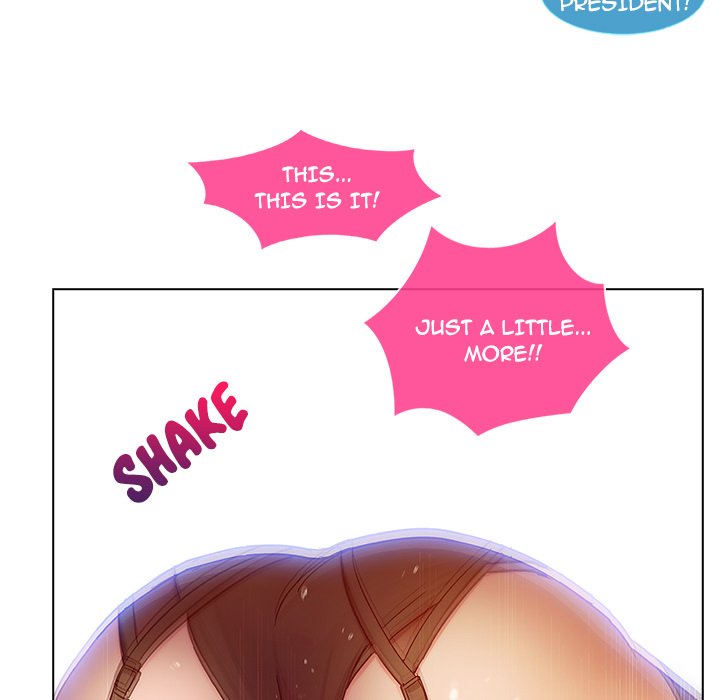 PRESIDENT?
THIS...
THIS IS IT!
JUST A LITTLE...
MORE!!
SHAKE